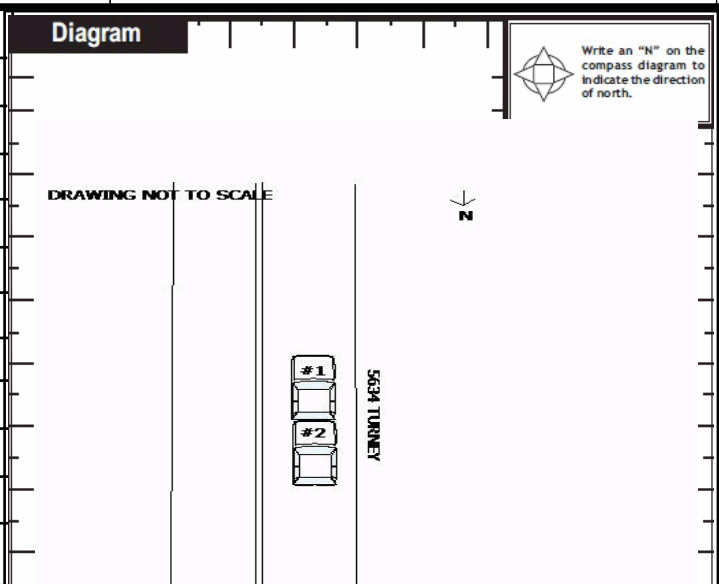 Diagram
Write an “N” on the
compass diagram to
indicate the direction
of north.
DRAWING NOT TO SCALE
N
#1
5634 TURNEY
#2